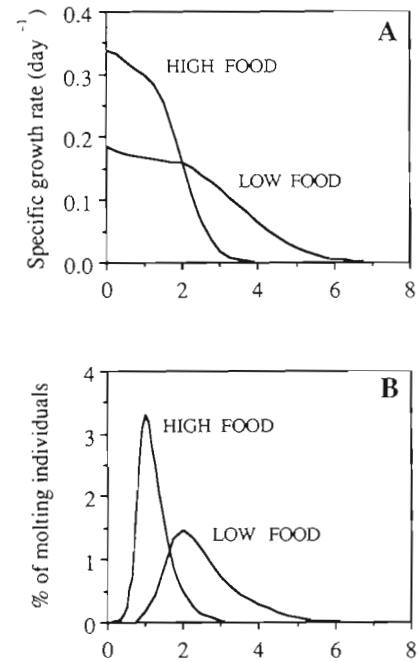 A
Specific growth rate (day -1)
0.4
0.3
0.2
0.1
0.0
HIGH FOOD
LOW FOOD
0 2 4 6 8
B
% of molting individuals
4
3
2
1
0
HIGH FOOD
LOW FOOD
0 2 4 6 8